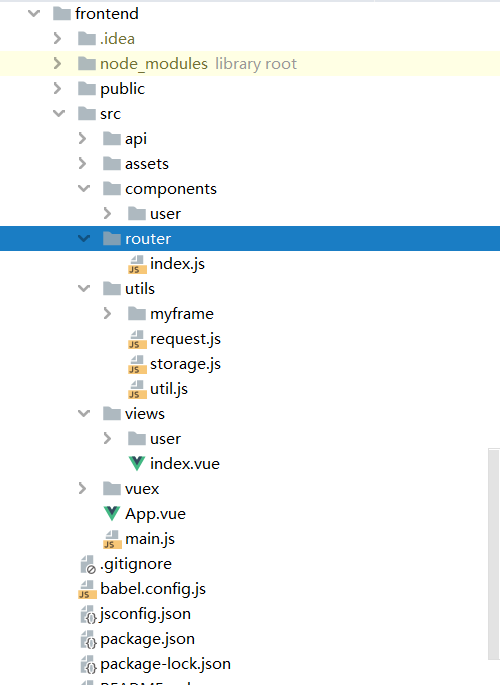 frontend
.idea
node_modules library root
public
src
api
assets
components
user
router
index.js
utils
myframe
request.js
storage.js
util.js
views
user
index.vue
vuex
App.vue
main.js
.gitignore
babel.config.js
jsconfig.json
package.json
package-lock.json